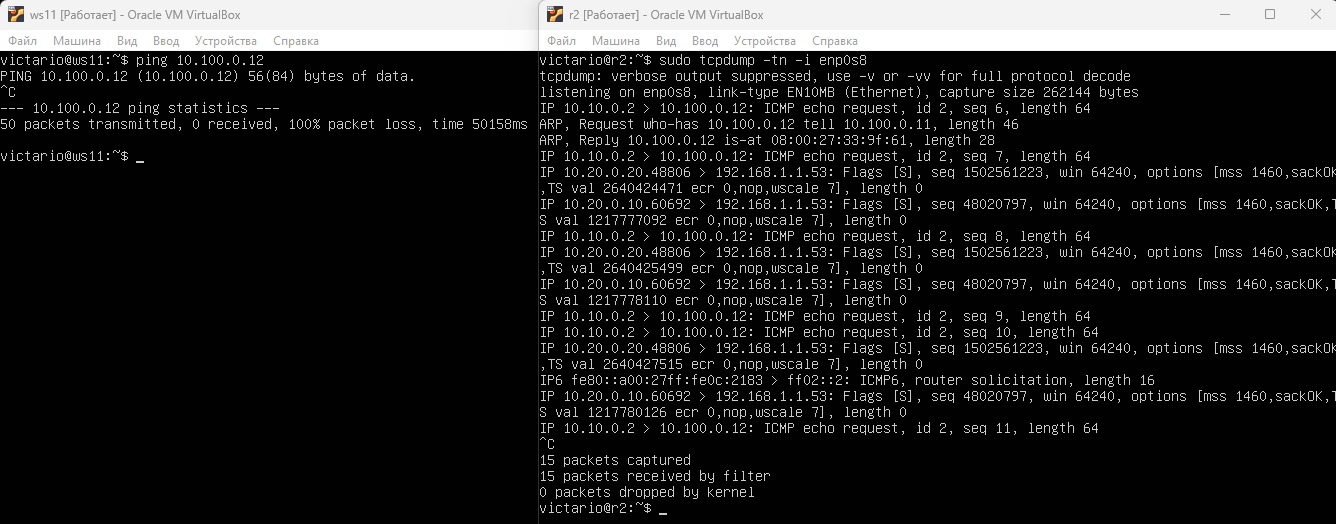 ws11 [Работает] - Oracle VM VirtualBox
Файл Машина Вид Ввод Устройства Справка
victario@ws11:~$ ping 10.100.0.12
PING 10.100.0.12 (10.100.0.12) 56(84) bytes of data.
^C
--- 10.100.0.12 ping statistics ---
50 packets transmitted, 0 received, 100% packet loss, time 50158ms
victario@ws11:~$ _
r2 [Работает] - Oracle VM VirtualBox
Файл Машина Вид Ввод Устройства Справка
victario@r2:~$ sudo tcpdump -tn -i enp0s8
tcpdump: verbose output suppressed, use -v or -vv for full protocol decode
listening on enp0s8, link-type EN10MB (Ethernet), capture size 262144 bytes
IP 10.10.0.2 > 10.100.0.12: ICMP echo request, id 2, seq 6, length 64
ARP, Request who-has 10.100.0.12 tell 10.100.0.11, length 46
ARP, Reply 10.100.0.12 is-at 08:00:27:33:9f:61, length 28
IP 10.10.0.2 > 10.100.0.12: ICMP echo request, id 2, seq 7, length 64
IP 10.20.0.20.48806 > 192.168.1.1.53: Flags [S], seq 1502561223, win 64240, options [mss 1460,sackOK
,TS val 2640424471 ecr 0,nop,wscale 7], length 0
IP 10.20.0.10.60692 > 192.168.1.1.53: Flags [S], seq 48020797, win 64240, options [mss 1460,sackOK,T
S val 1217777092 ecr 0,nop,wscale 7], length 0
IP 10.10.0.2 > 10.100.0.12: ICMP echo request, id 2, seq 8, length 64
IP 10.20.0.20.48806 > 192.168.1.1.53: Flags [S], seq 1502561223, win 64240, options [mss 1460,sackOK
,TS val 2640425499 ecr 0,nop,wscale 7], length 0
IP 10.20.0.10.60692 > 192.168.1.1.53: Flags [S], seq 48020797, win 64240, options [mss 1460,sackOK,T
S val 1217778110 ecr 0,nop,wscale 7], length 0
IP 10.10.0.2 > 10.100.0.12: ICMP echo request, id 2, seq 9, length 64
IP 10.10.0.2 > 10.100.0.12: ICMP echo request, id 2, seq 10, length 64
IP 10.20.0.20.48806 > 192.168.1.1.53: Flags [S], seq 1502561223, win 64240, options [mss 1460,sackOK
,TS val 2640427515 ecr 0,nop,wscale 7], length 0
IP6 fe80::a00:27ff:fe0c:2183 > ff02::2: ICMP6, router solicitation, length 16
IP 10.20.0.10.60692 > 192.168.1.1.53: Flags [S], seq 48020797, win 64240, options [mss 1460,sackOK,T
S val 1217780126 ecr 0,nop,wscale 7], length 0
IP 10.10.0.2 > 10.100.0.12: ICMP echo request, id 2, seq 11, length 64
^C
15 packets captured
15 packets received by filter
0 packets dropped by kernel
victario@r2:~$ _